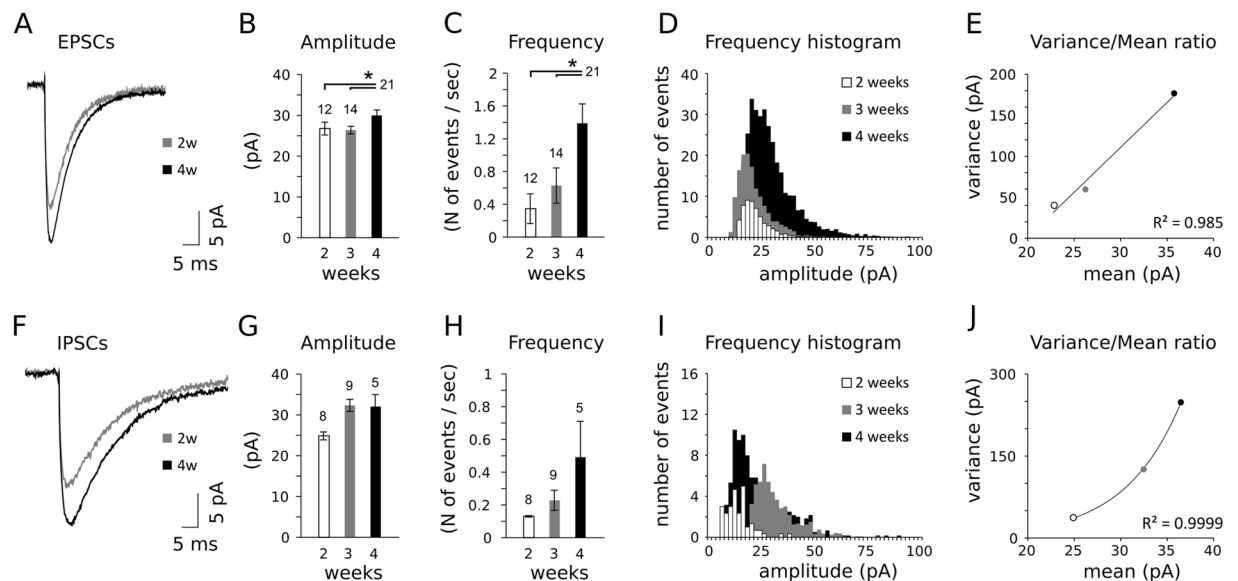 A
EPSCs
2w
4w
5 pA
5 ms
B
Amplitude
(pA)
40
30
20
10
0
12
14
*
21
2
3
4
weeks
C
Frequency
(N of events / sec)
2
1.6
1.2
0.8
0.4
0
12
14
*
21
2
3
4
weeks
D
Frequency histogram
number of events
40
30
20
10
0
2 weeks
3 weeks
4 weeks
0
25
50
75
100
amplitude (pA)
E
Variance/Mean ratio
variance (pA)
200
150
100
50
0
R² = 0.985
20
25
30
35
40
mean (pA)
F
IPSCs
2w
4w
5 pA
5 ms
G
Amplitude
(pA)
40
30
20
10
0
8
9
5
2
3
4
weeks
H
Frequency
(N of events / sec)
1
0.8
0.6
0.4
0.2
0
8
9
5
2
3
4
weeks
I
Frequency histogram
number of events
16
12
8
4
0
2 weeks
3 weeks
4 weeks
0
25
50
75
100
amplitude (pA)
J
Variance/Mean ratio
variance (pA)
300
150
0
R² = 0.9999
20
25
30
35
40
mean (pA)